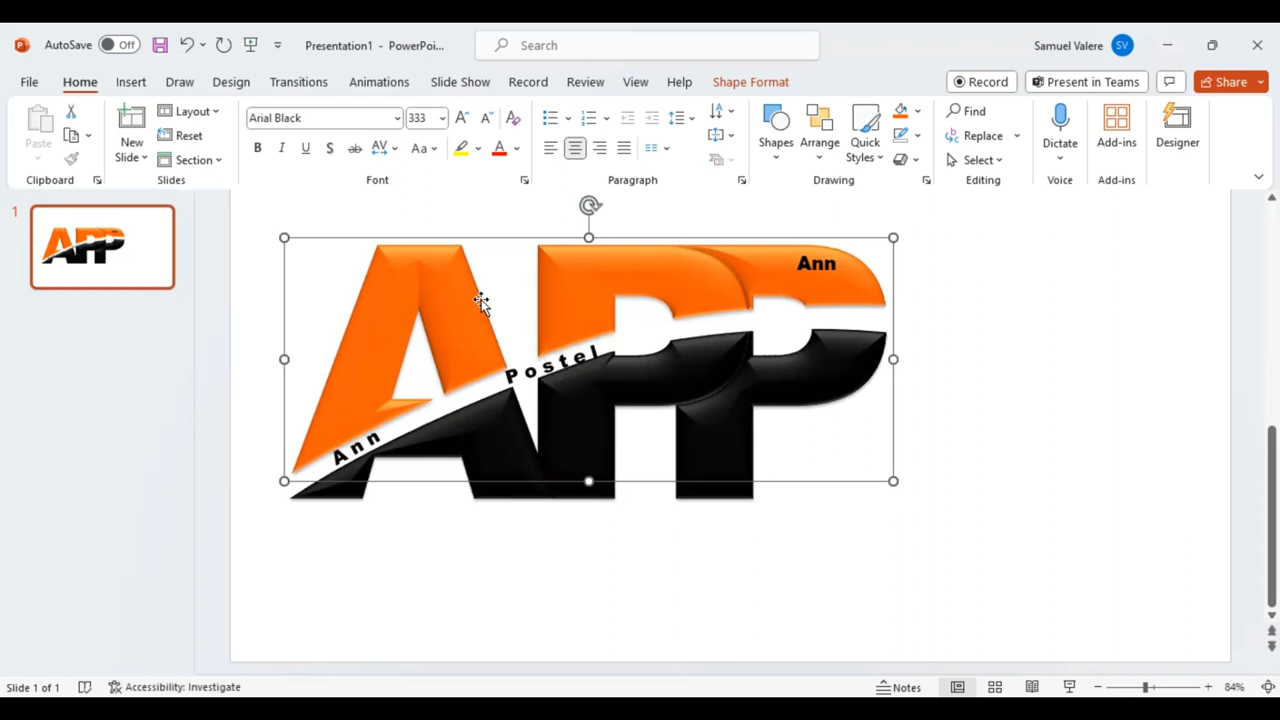 AutoSave Off Presentation1 - PowerPoi... Search Samuel Valere SV
File Home Insert Draw Design Transitions Animations Slide Show Record Review View Help Shape Format Record Present in Teams Share
Paste New Slide Layout Reset Section Arial Black 333 Shapes Arrange Quick Styles Find Replace Select Dictate Add-ins Designer
Clipboard Slides Font Paragraph Drawing Editing Voice Add-ins
1
APP
APP
Ann
Ann Postel
Slide 1 of 1 Accessibility: Investigate Notes 84%